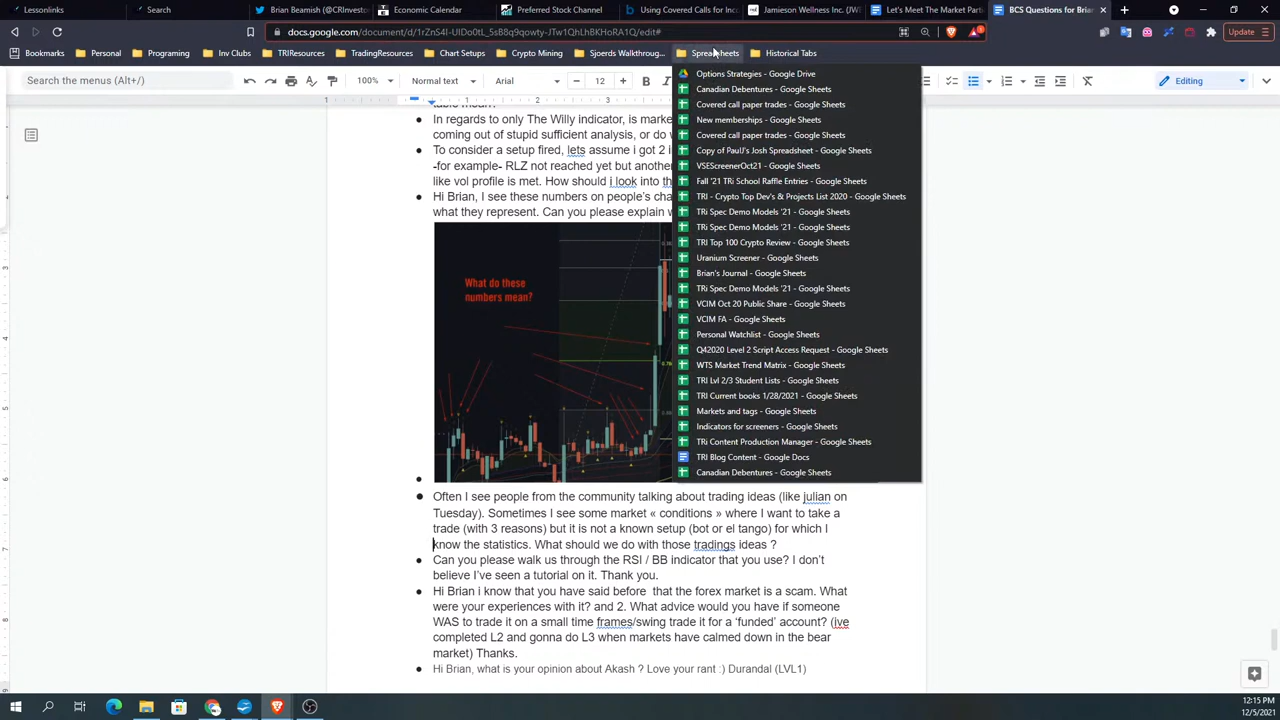 Lessonlinks
Search
Brian Beamish (@CRIInvesto
Economic Calendar
Preferred Stock Channel
Using Covered Calls For Inc
Jamieson Wellness Inc. (JW
Let's Meet The Market Parti
BCS Questions for Brian
docs.google.com/document/d/1rZnS4I-UIDo0tL_5sB8q9qowty-JTw1QhLhBKHoRA1Q/edit#
Update
Bookmarks
Personal
Programing
Inv Clubs
TRIResources
TradingResources
Chart Setups
Crypto Mining
Sjoerds Walkthroug...
Spreadsheets
Historical Tabs
Search the menus (Alt+/)
100%
Normal text
Arial
12
B
I
Editing
1
1
2
3
table mean?
In regards to only The Willy indicator, is marke
coming out of stupid sufficient analysis, or do w
To consider a setup fired, lets assume i got 2 i
-for example- RLZ not reached yet but another
like vol profile is met. How should i look into th
Hi Brian, I see these numbers on people's cha
what they represent. Can you please explain w
What do these
numbers mean?
Options Strategies - Google Drive
Canadian Debentures - Google Sheets
Covered call paper trades - Google Sheets
New memberships - Google Sheets
Covered call paper trades - Google Sheets
Copy of PaulJ's Josh Spreadsheet - Google Sheets
VSEScreenerOct21 - Google Sheets
Fall '21 TRi School Raffle Entries - Google Sheets
TRI - Crypto Top Dev's & Projects List 2020 - Google Sheets
TRi Spec Demo Models '21 - Google Sheets
TRi Spec Demo Models '21 - Google Sheets
TRI Top 100 Crypto Review - Google Sheets
Uranium Screener - Google Sheets
Brian's Journal - Google Sheets
TRi Spec Demo Models '21 - Google Sheets
VCIM Oct 20 Public Share - Google Sheets
VCIM FA - Google Sheets
Personal Watchlist - Google Sheets
Q42020 Level 2 Script Access Request - Google Sheets
WTS Market Trend Matrix - Google Sheets
TRI Lvl 2/3 Student Lists - Google Sheets
TRI Current books 1/28/2021 - Google Sheets
Markets and tags - Google Sheets
Indicators for screeners - Google Sheets
TRi Content Production Manager - Google Sheets
TRI Blog Content - Google Docs
Canadian Debentures - Google Sheets
Often I see people from the community talking about trading ideas (like julian on
Tuesday). Sometimes I see some market « conditions » where I want to take a
trade (with 3 reasons) but it is not a known setup (bot or el tango) for which I
know the statistics. What should we do with those tradings ideas ?
Can you please walk us through the RSI / BB indicator that you use? I don't
believe I've seen a tutorial on it. Thank you.
Hi Brian i know that you have said before  that the forex market is a scam. What
were your experiences with it? and 2. What advice would you have if someone
WAS to trade it on a small time frames/swing trade it for a 'funded' account? (ive
completed L2 and gonna do L3 when markets have calmed down in the bear
market) Thanks.
Hi Brian, what is your opinion about Akash ? Love your rant :) Durandal (LVL1)
12:15 PM
12/5/2021